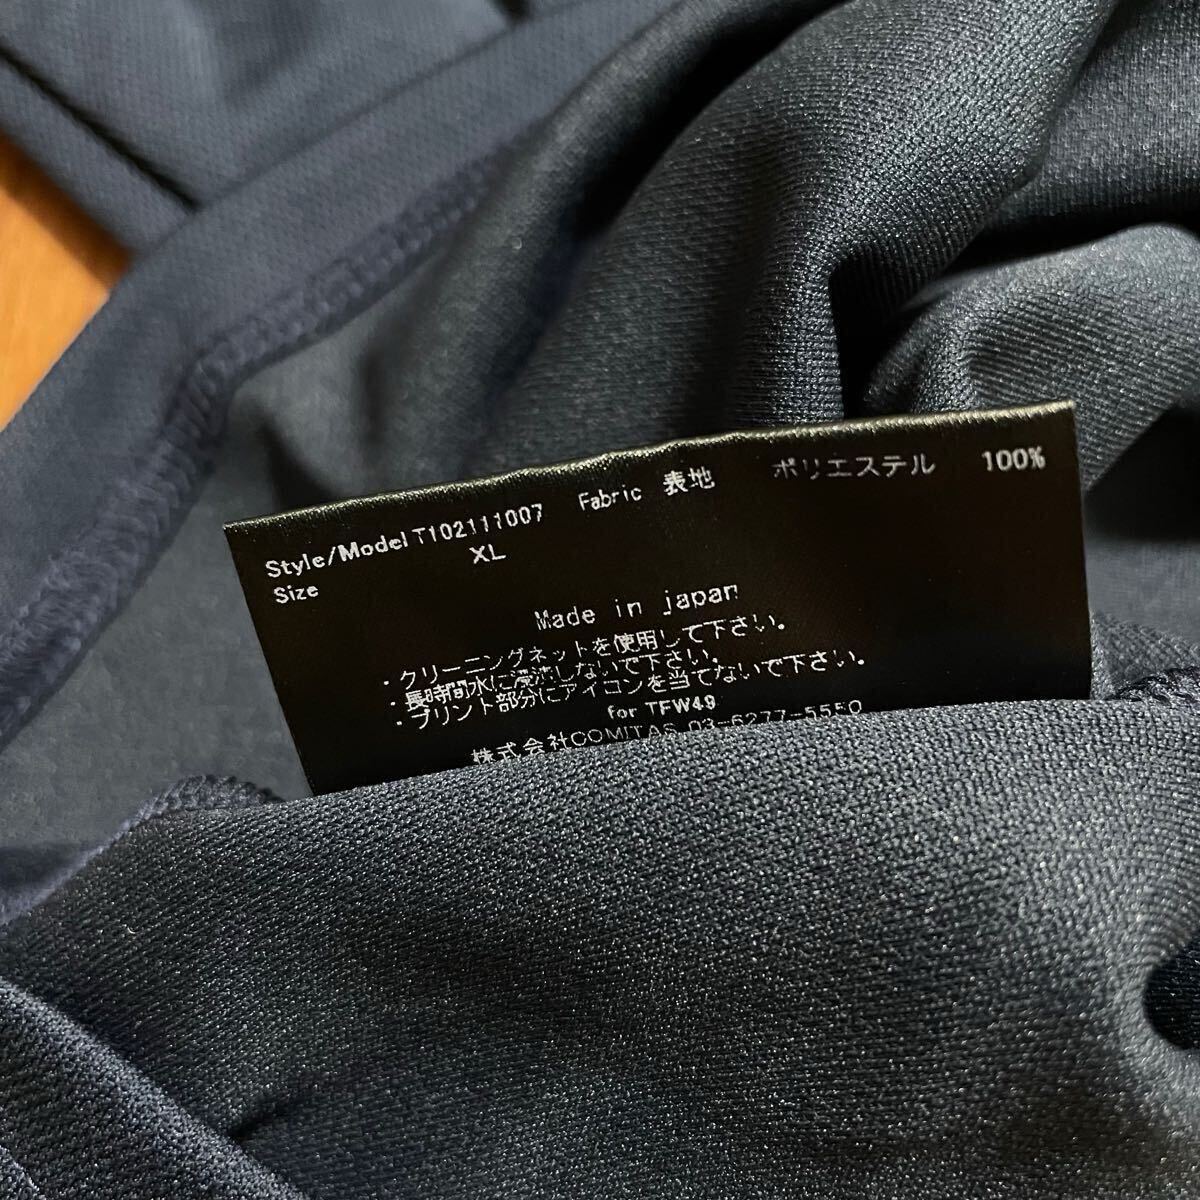 Style/Model T102111007 Fabric 表地 ポリエステル 100%
Size XL
Made in japan
・クリーニングネットを使用して下さい。
・長時間水に浸漬しないで下さい。
・プリント部分にアイコンを当てないで下さい。
for TFW49
株式会社COMITAS 03-6277-5550